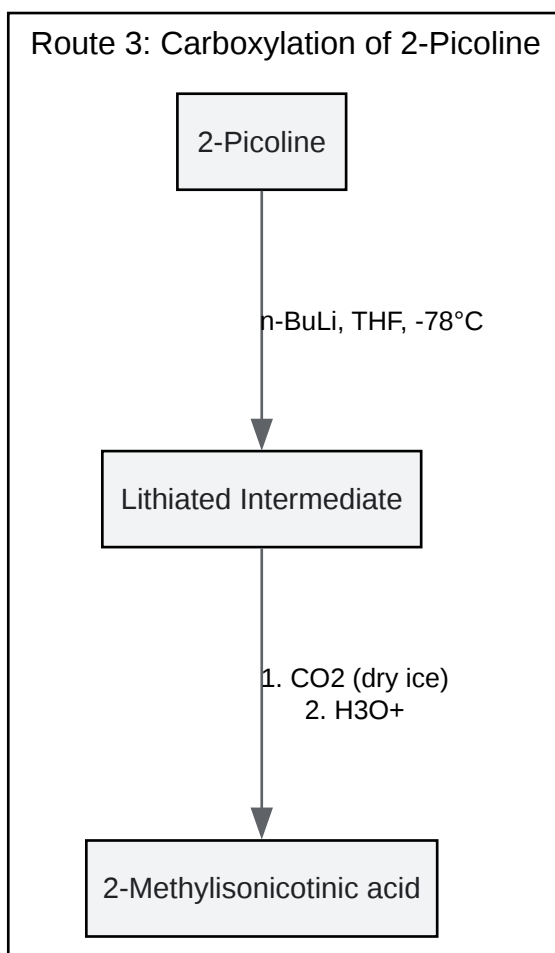 Route 3: Carboxylation of 2-Picoline
2-Picoline
n-BuLi, THF, -78°C
Lithiated Intermediate
1. CO2 (dry ice)
2. H3O+
2-Methylisonicotinic acid